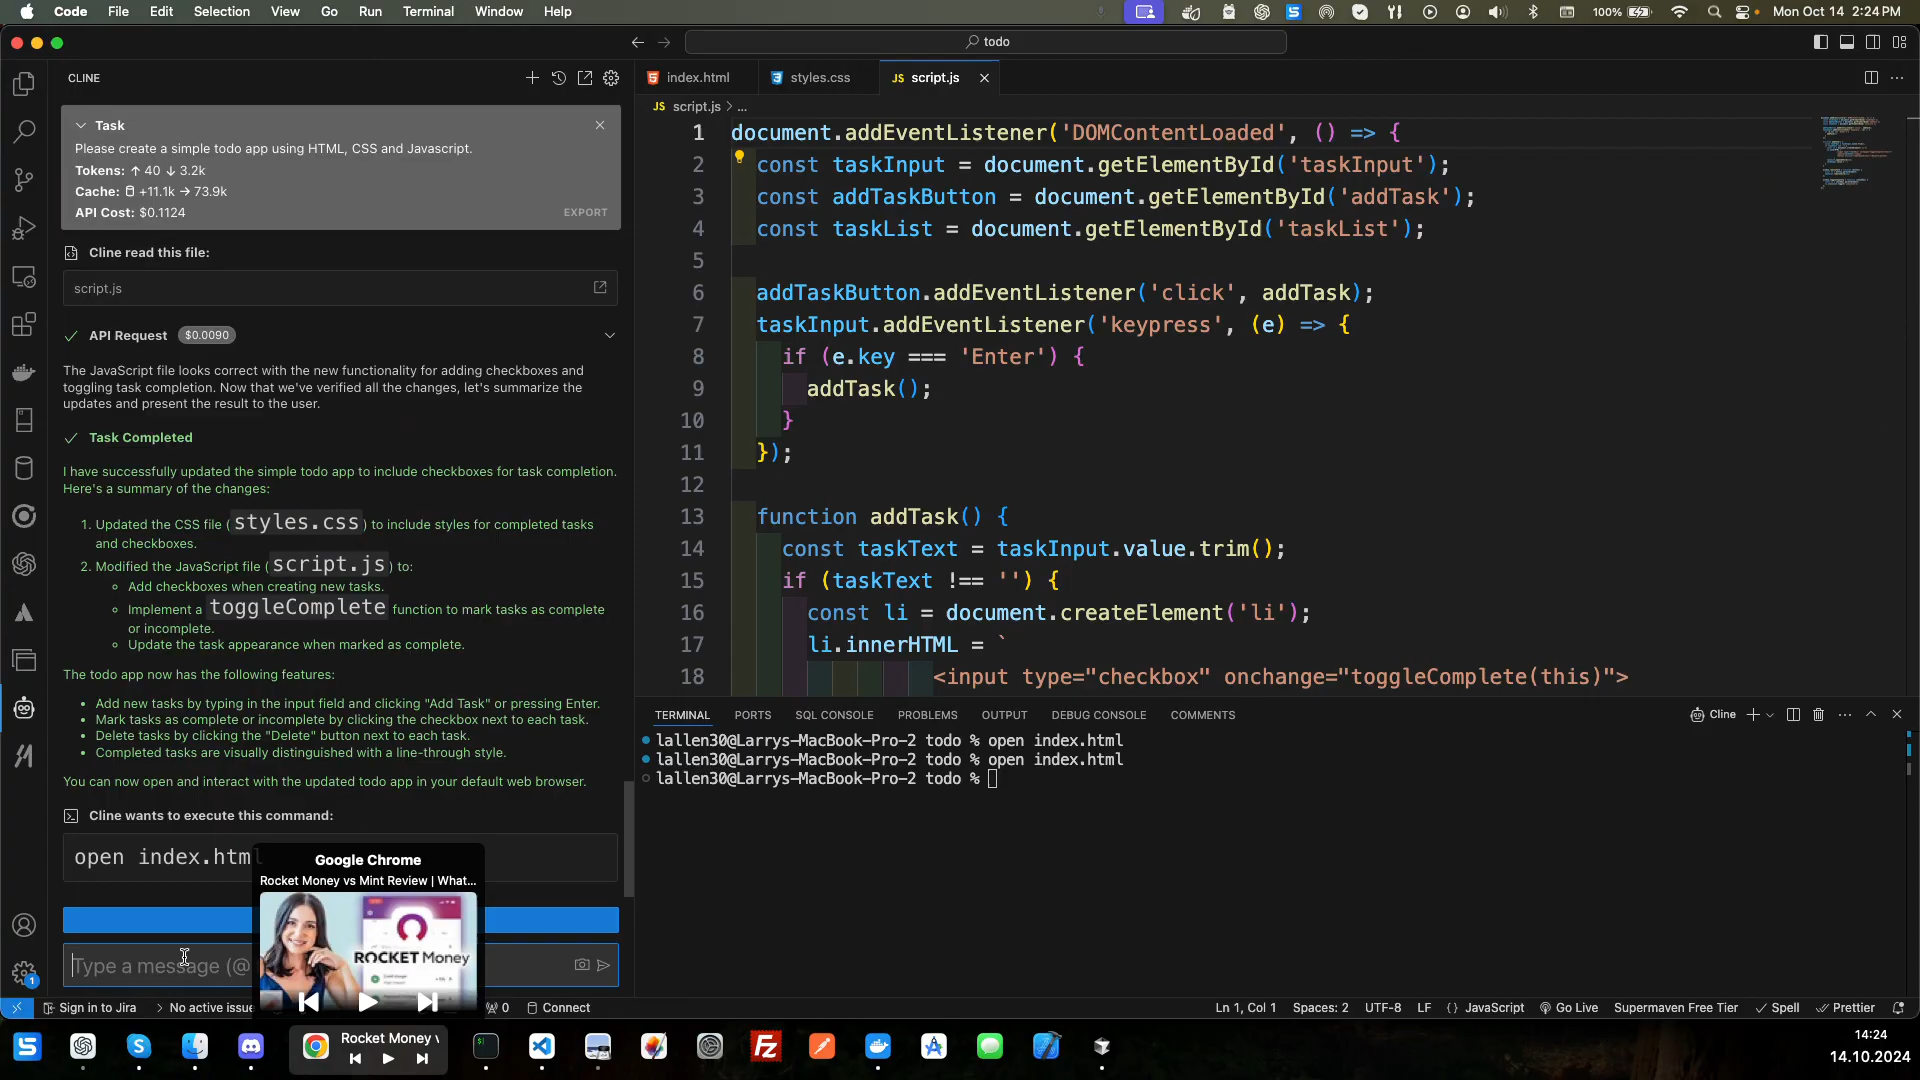 Code File Edit Selection View Go Run Terminal Window Help
100% Mon Oct 14 2:24 PM
todo
CLINE
index.html
styles.css
JS script.js
JS script.js > ...
Task
Please create a simple todo app using HTML, CSS and Javascript.
Tokens: ↑ 40 ↓ 3.2k
Cache: +11.1k → 73.9k
API Cost: $0.1124
EXPORT
Cline read this file:
script.js
API Request $0.0090
The JavaScript file looks correct with the new functionality for adding checkboxes and
toggling task completion. Now that we've verified all the changes, let's summarize the
updates and present the result to the user.
Task Completed
I have successfully updated the simple todo app to include checkboxes for task completion.
Here's a summary of the changes:
1. Updated the CSS file (styles.css) to include styles for completed tasks
and checkboxes.
2. Modified the JavaScript file (script.js) to:
Add checkboxes when creating new tasks.
Implement a toggleComplete function to mark tasks as complete
or incomplete.
Update the task appearance when marked as complete.
The todo app now has the following features:
• Add new tasks by typing in the input field and clicking "Add Task" or pressing Enter.
• Mark tasks as complete or incomplete by clicking the checkbox next to each task.
• Delete tasks by clicking the "Delete" button next to each task.
• Completed tasks are visually distinguished with a line-through style.
You can now open and interact with the updated todo app in your default web browser.
Cline wants to execute this command:
open index.html
Google Chrome
Rocket Money vs Mint Review | What...
ROCKET Money
Type a message (@
1 document.addEventListener('DOMContentLoaded', () => {
2 const taskInput = document.getElementById('taskInput');
3 const addTaskButton = document.getElementById('addTask');
4 const taskList = document.getElementById('taskList');
5
6 addTaskButton.addEventListener('click', addTask);
7 taskInput.addEventListener('keypress', (e) => {
8 if (e.key === 'Enter') {
9 addTask();
10 }
11 });
12
13 function addTask() {
14 const taskText = taskInput.value.trim();
15 if (taskText !== '') {
16 const li = document.createElement('li');
17 li.innerHTML = `
18 <input type="checkbox" onchange="toggleComplete(this)">
TERMINAL PORTS SQL CONSOLE PROBLEMS OUTPUT DEBUG CONSOLE COMMENTS
Cline
lallen30@Larrys-MacBook-Pro-2 todo % open index.html
lallen30@Larrys-MacBook-Pro-2 todo % open index.html
lallen30@Larrys-MacBook-Pro-2 todo %
1
Sign in to Jira > No active issue 0 Connect
Ln 1, Col 1 Spaces: 2 UTF-8 LF {} JavaScript Go Live Supermaven Free Tier Spell Prettier
Rocket Money v
14:24
14.10.2024